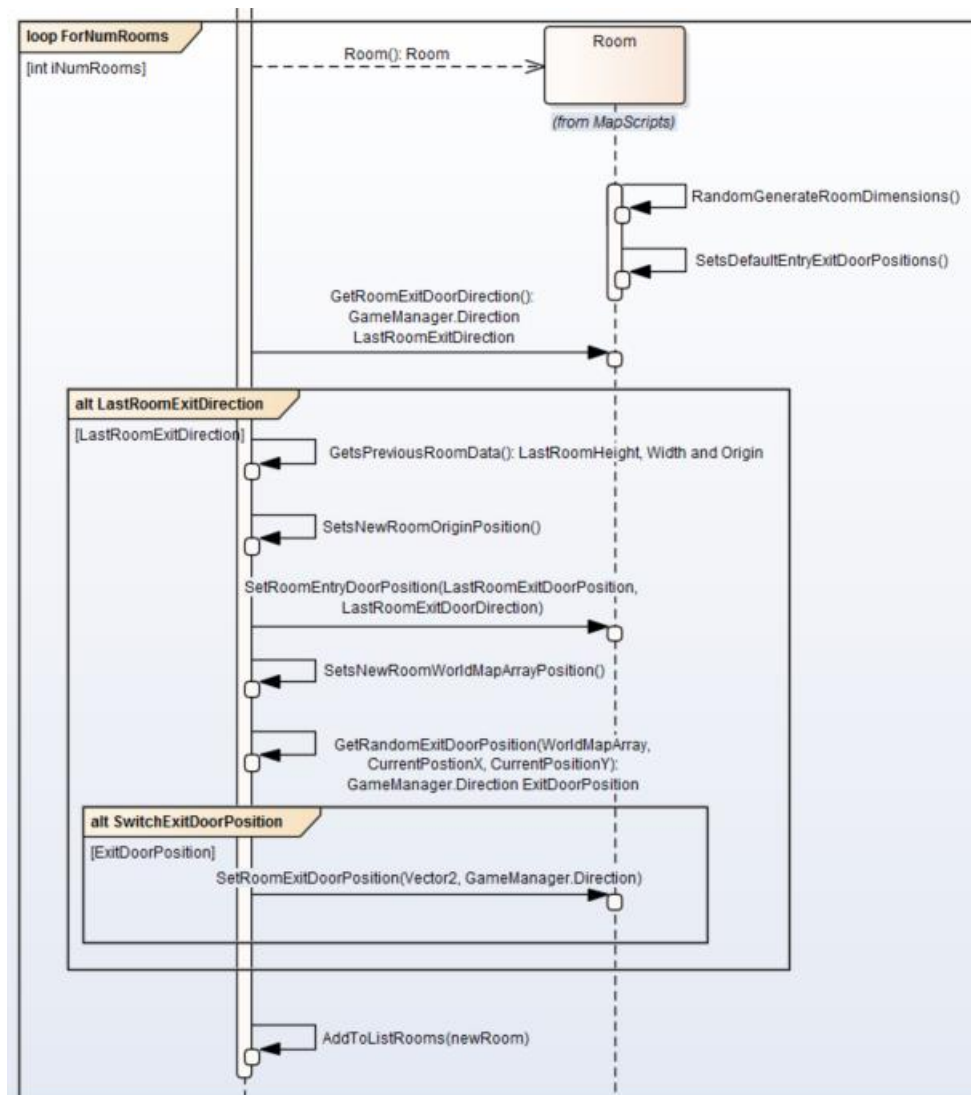 loop ForNumRooms
[int iNumRooms]
Room(): Room
Room
(from MapScripts)
RandomGenerateRoomDimensions()
SetsDefaultEntryExitDoorPositions()
GetRoomExitDoorDirection():
GameManager.Direction
LastRoomExitDirection
alt LastRoomExitDirection
[LastRoomExitDirection]
GetsPreviousRoomData(): LastRoomHeight, Width and Origin
SetsNewRoomOriginPosition()
SetRoomEntryDoorPosition(LastRoomExitDoorPosition,
LastRoomExitDoorDirection)
SetsNewRoomWorldMapArrayPosition()
GetRandomExitDoorPosition(WorldMapArray,
CurrentPostionX, CurrentPositionY):
GameManager.Direction ExitDoorPosition
alt SwitchExitDoorPosition
[ExitDoorPosition]
SetRoomExitDoorPosition(Vector2, GameManager.Direction)
AddToListRooms(newRoom)